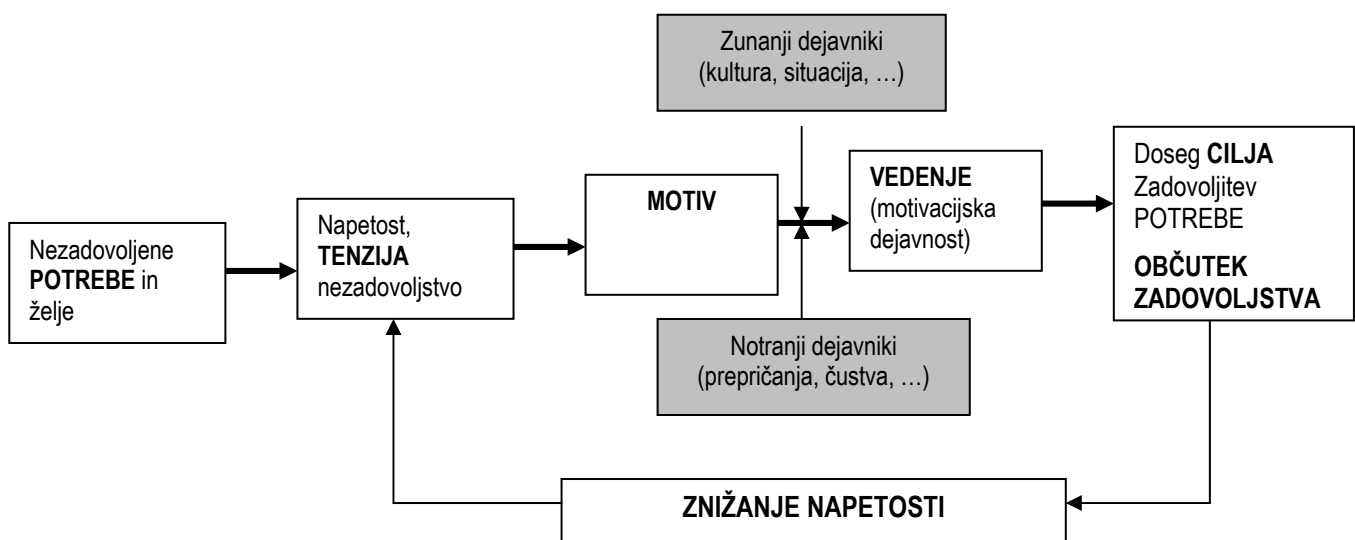 Zunanji dejavniki
(kultura, situacija, …)
Nezadovoljene
POTREBE in
želje
Napetost,
TENZIJA
nezadovoljstvo
MOTIV
VEDENJE
(motivacijska
dejavnost)
Doseg CILJA
Zadovoljitev
POTREBE
OBČUTEK
ZADOVOLJSTVA
Notranji dejavniki
(prepričanja, čustva, …)
ZNIŽANJE NAPETOSTI